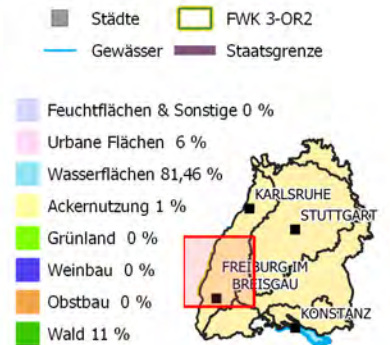 Städte
FWK 3-OR2
Gewässer
Staatsgrenze
Feuchtflächen & Sonstige 0 %
Urbane Flächen 6 %
Wasserflächen 81,46 %
Ackernutzung 1 %
Grünland 0 %
Weinbau 0 %
Obstbau 0 %
Wald 11 %
KARLSRUHE
STUTTGART
FREIBURG IM
BREISGAU
KONSTANZ